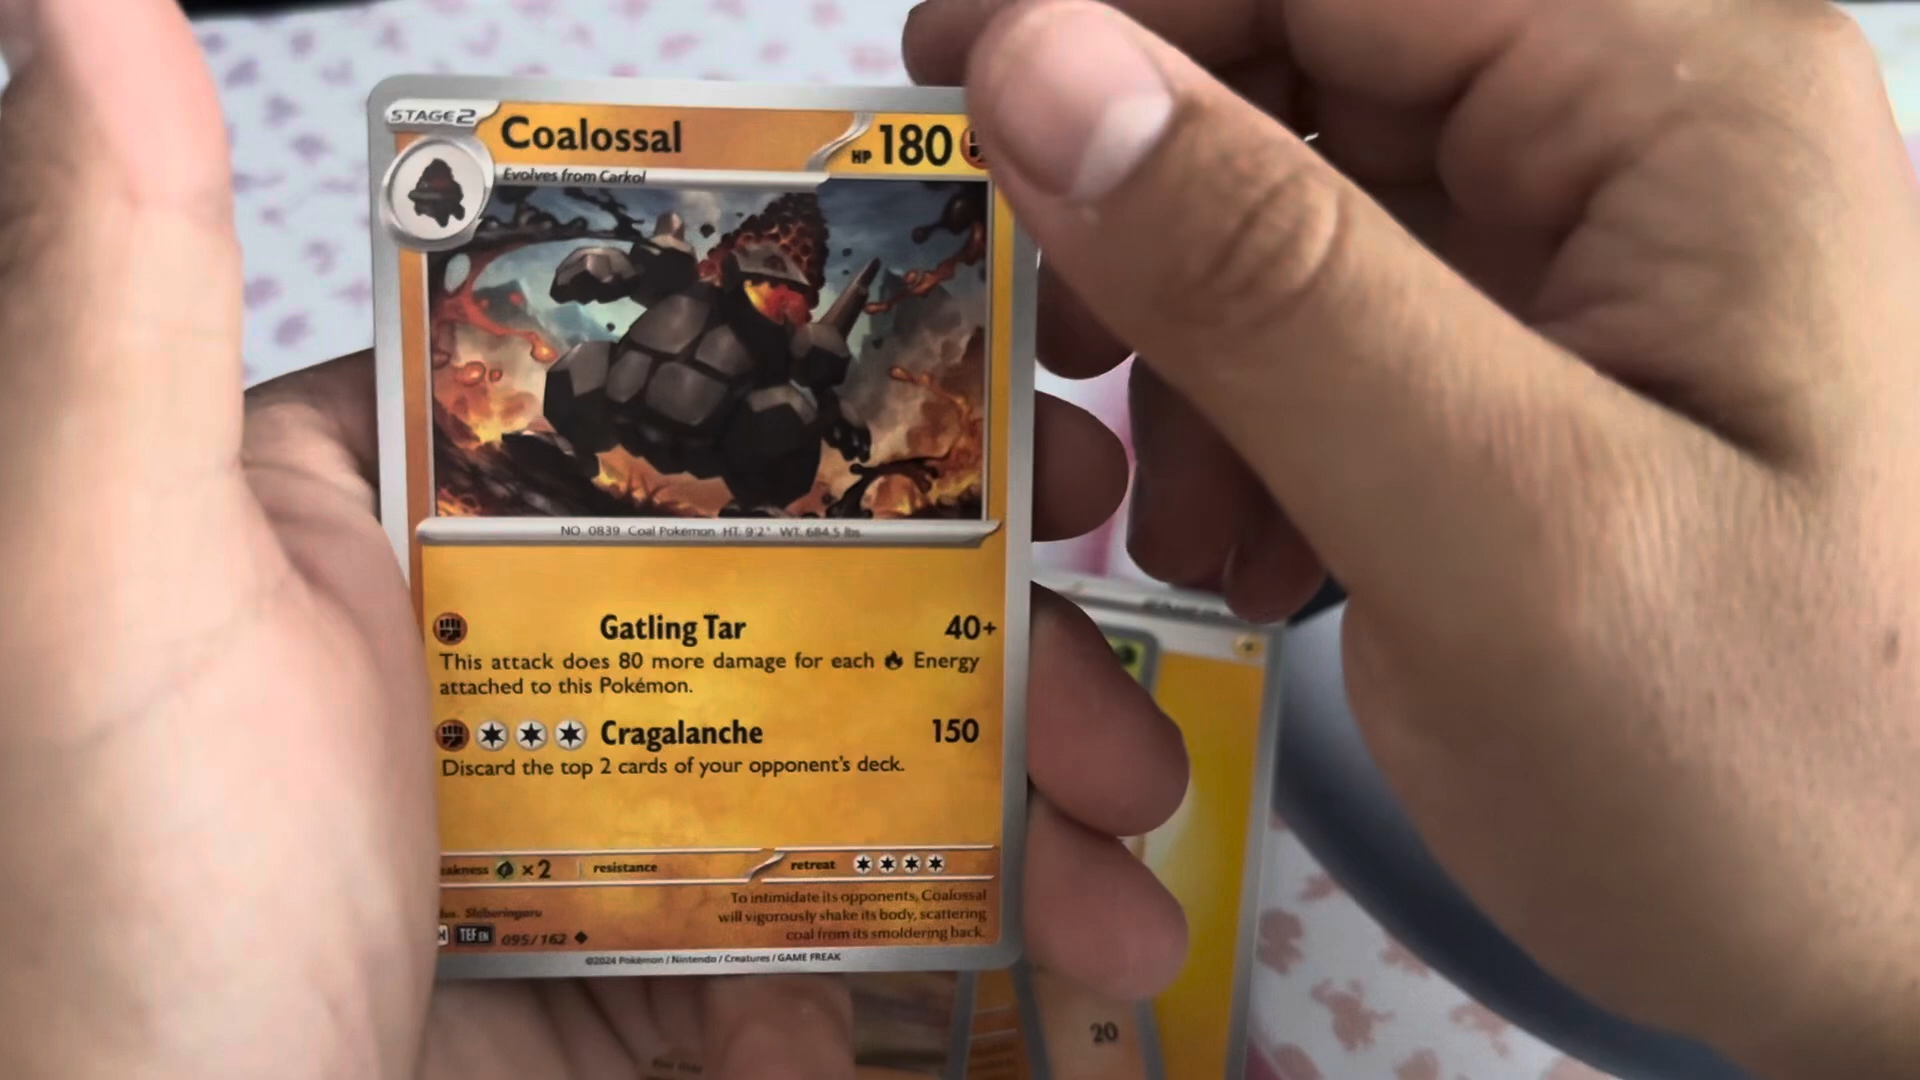 STAGE 2
Coalossal
HP 180
Evolves from Carkol
NO. 0839 Coal Pokémon HT. 9'2" WT. 684.5 lbs
Gatling Tar 40+
This attack does 80 more damage for each Energy
attached to this Pokémon.
Cragalanche 150
Discard the top 2 cards of your opponent's deck.
×2 resistance retreat
To intimidate its opponents, Coalossal
will vigorously shake its body, scattering
coal from its smoldering back.
TEF EN 095/162
©2024 Pokémon / Nintendo / Creatures / GAME FREAK
20